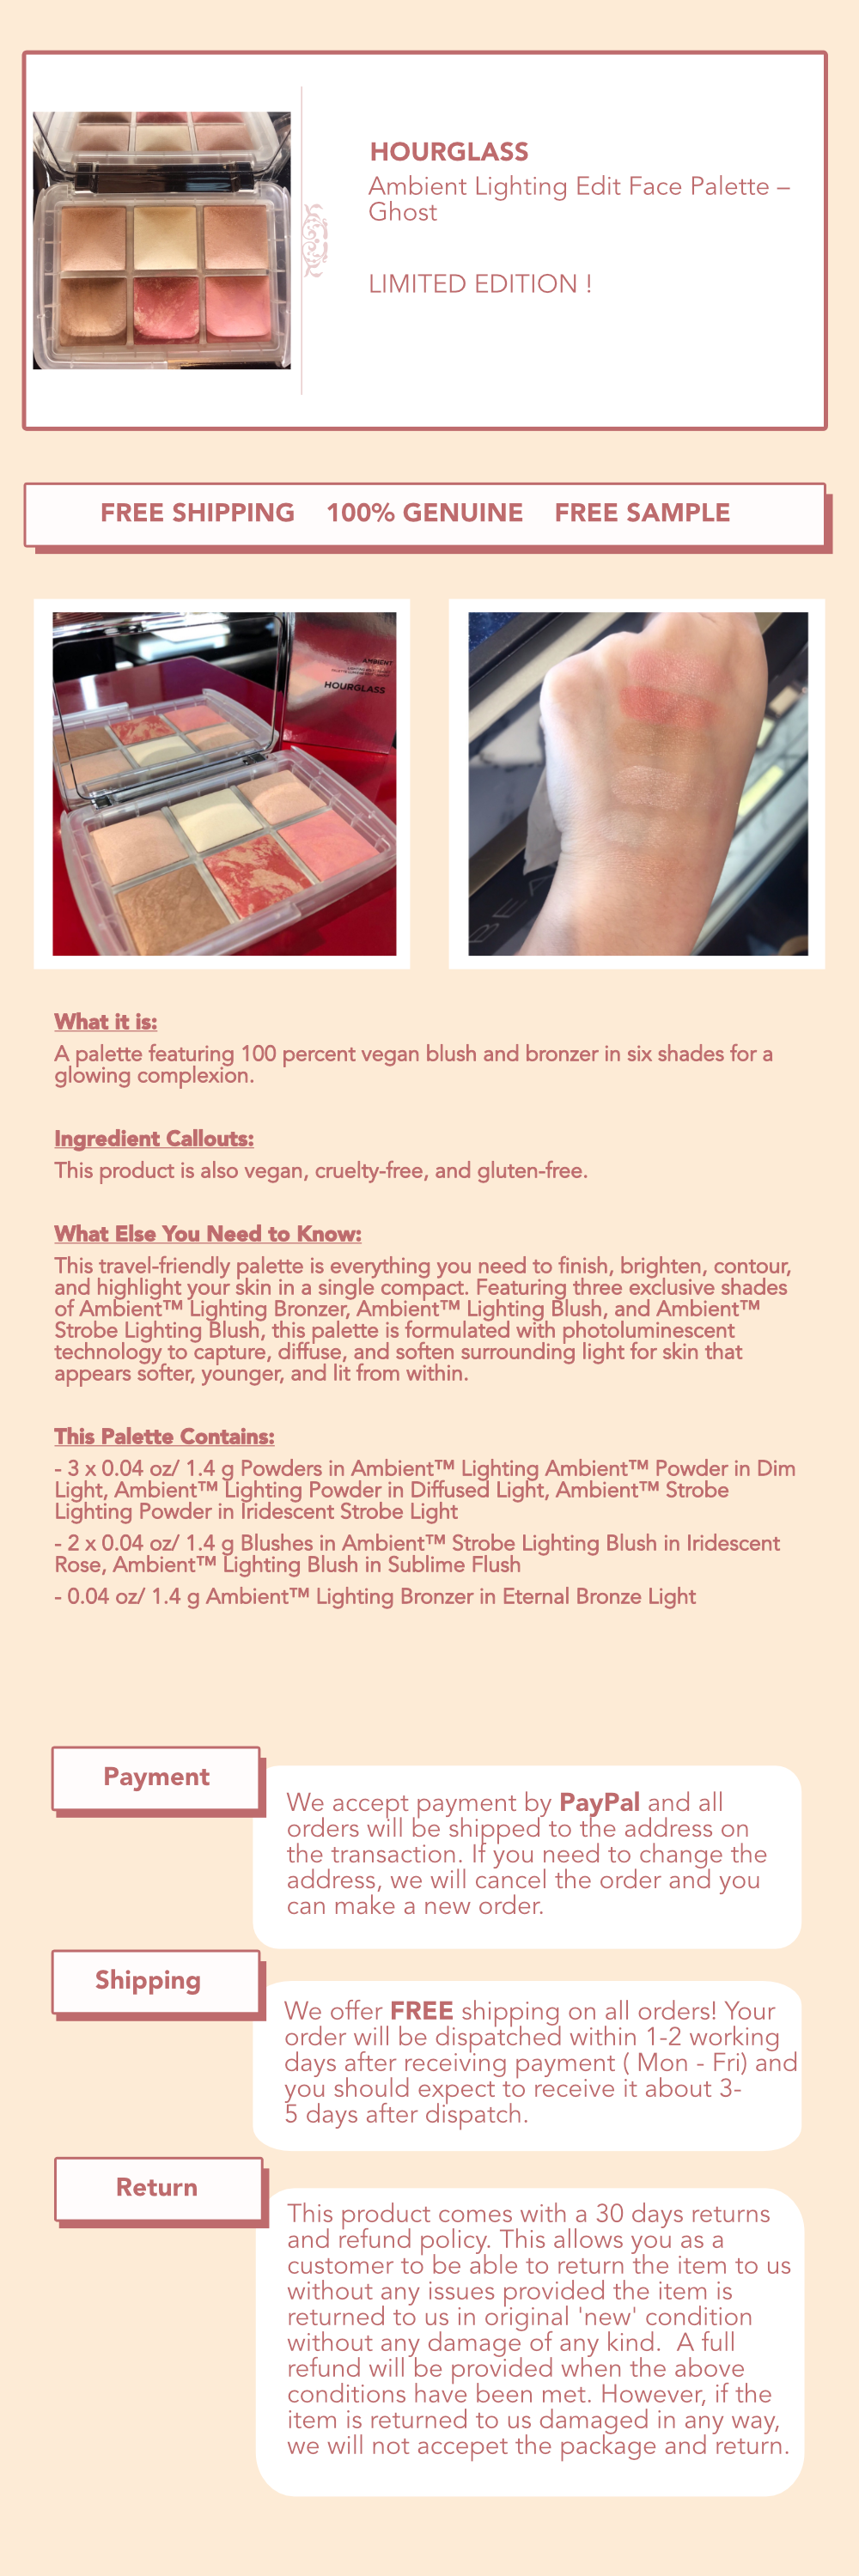 HOURGLASS
Ambient Lighting Edit Face Palette –
Ghost
LIMITED EDITION !
FREE SHIPPING 100% GENUINE FREE SAMPLE
AMBIENT
HOURGLASS
What it is:
A palette featuring 100 percent vegan blush and bronzer in six shades for a
glowing complexion.
Ingredient Callouts:
This product is also vegan, cruelty-free, and gluten-free.
What Else You Need to Know:
This travel-friendly palette is everything you need to finish, brighten, contour,
and highlight your skin in a single compact. Featuring three exclusive shades
of Ambient™ Lighting Bronzer, Ambient™ Lighting Blush, and Ambient™
Strobe Lighting Blush, this palette is formulated with photoluminescent
technology to capture, diffuse, and soften surrounding light for skin that
appears softer, younger, and lit from within.
This Palette Contains:
- 3 x 0.04 oz/ 1.4 g Powders in Ambient™ Lighting Ambient™ Powder in Dim
Light, Ambient™ Lighting Powder in Diffused Light, Ambient™ Strobe
Lighting Powder in Iridescent Strobe Light
- 2 x 0.04 oz/ 1.4 g Blushes in Ambient™ Strobe Lighting Blush in Iridescent
Rose, Ambient™ Lighting Blush in Sublime Flush
- 0.04 oz/ 1.4 g Ambient™ Lighting Bronzer in Eternal Bronze Light
Payment
We accept payment by PayPal and all
orders will be shipped to the address on
the transaction. If you need to change the
address, we will cancel the order and you
can make a new order.
Shipping
We offer FREE shipping on all orders! Your
order will be dispatched within 1-2 working
days after receiving payment ( Mon - Fri) and
you should expect to receive it about 3-
5 days after dispatch.
Return
This product comes with a 30 days returns
and refund policy. This allows you as a
customer to be able to return the item to us
without any issues provided the item is
returned to us in original 'new' condition
without any damage of any kind.  A full
refund will be provided when the above
conditions have been met. However, if the
item is returned to us damaged in any way,
we will not accepet the package and return.